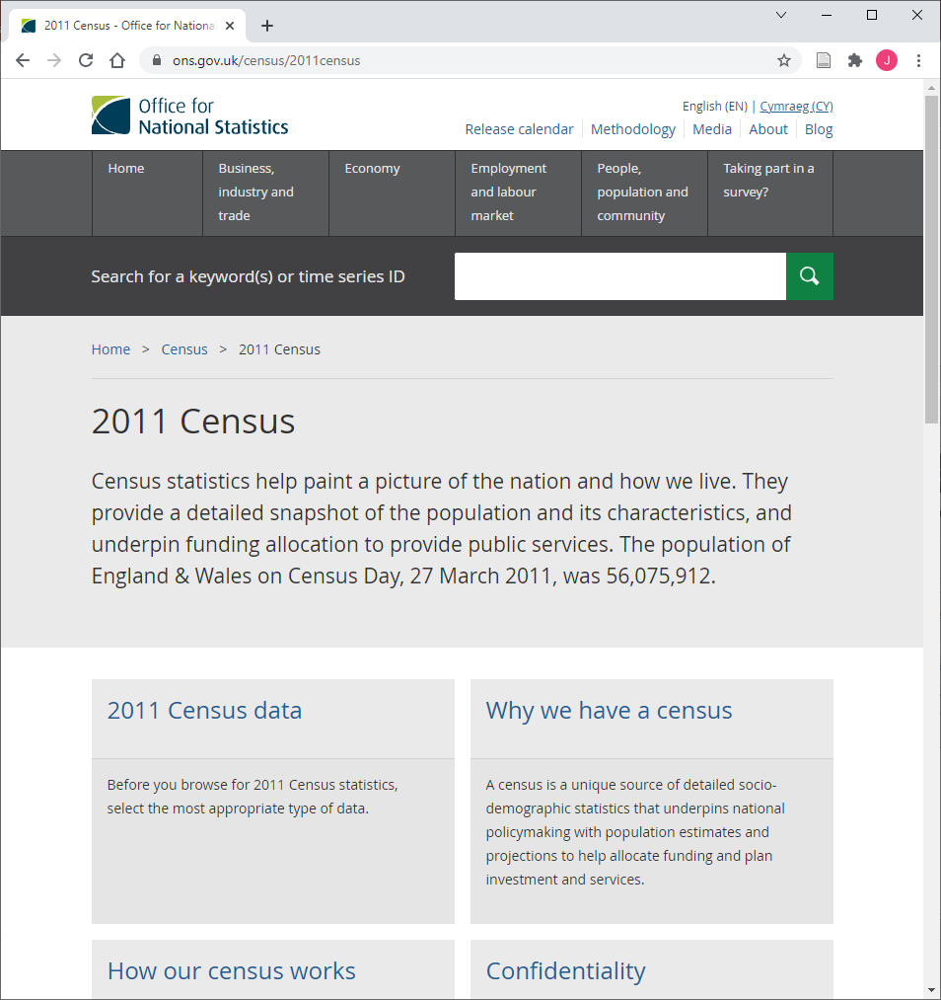 2011 Census - Office for Nationa
ons.gov.uk/census/2011census
J
Office for
National Statistics
English (EN) | Cymraeg (CY)
Release calendar
Methodology
Media
About
Blog
Home
Business,
industry and
trade
Economy
Employment
and labour
market
People,
population and
community
Taking part in a
survey?
Search for a keyword(s) or time series ID
Home > Census > 2011 Census
2011 Census
Census statistics help paint a picture of the nation and how we live. They
provide a detailed snapshot of the population and its characteristics, and
underpin funding allocation to provide public services. The population of
England & Wales on Census Day, 27 March 2011, was 56,075,912.
2011 Census data
Before you browse for 2011 Census statistics,
select the most appropriate type of data.
Why we have a census
A census is a unique source of detailed socio-
demographic statistics that underpins national
policymaking with population estimates and
projections to help allocate funding and plan
investment and services.
How our census works
Confidentiality